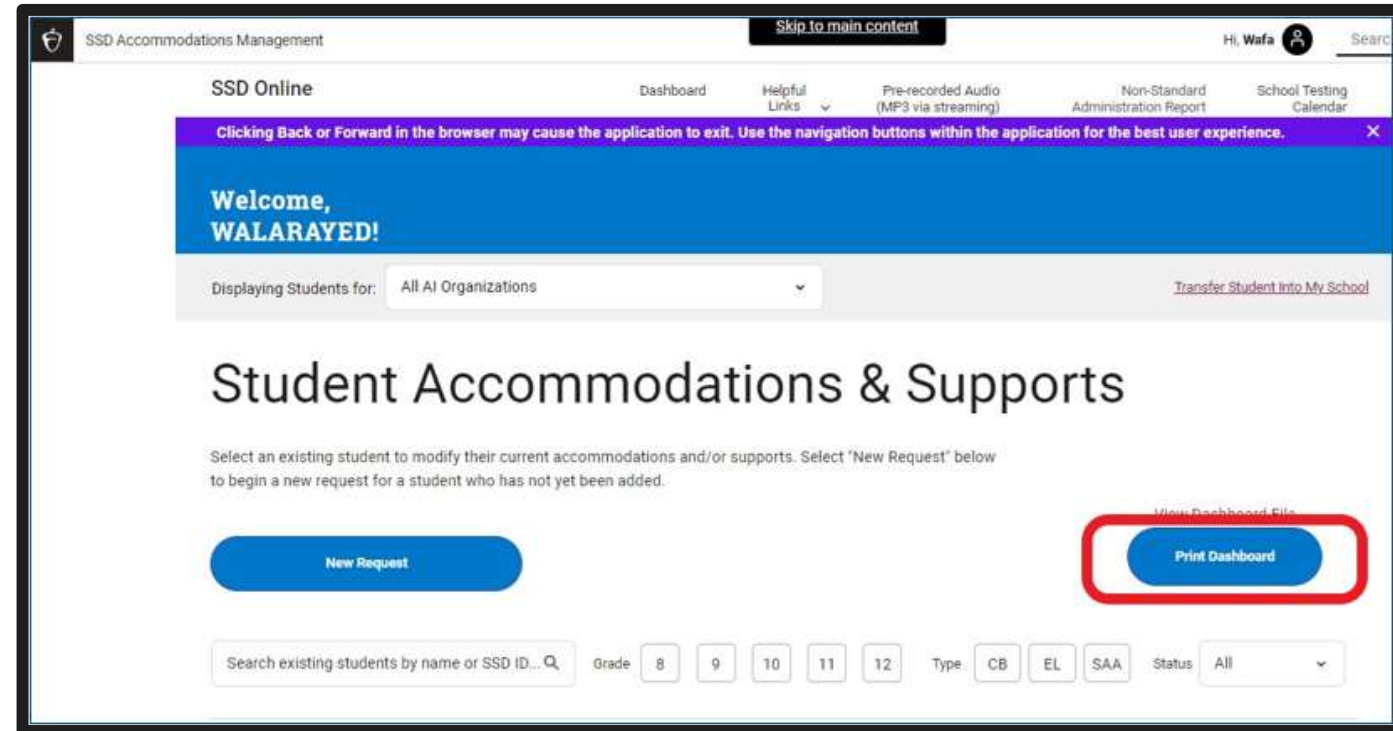 Skip to main content
SSD Accommodations Management
Hi, Wafa
Searc
SSD Online
Dashboard
Helpful
Links
Pre-recorded Audio
(MP3 via streaming)
Non-Standard
Administration Report
School Testing
Calendar
Clicking Back or Forward in the browser may cause the application to exit. Use the navigation buttons within the application for the best user experience.
Welcome,
WALARAYED!
Displaying Students for:
All AI Organizations
Transfer Student Into My School
Student Accommodations & Supports
Select an existing student to modify their current accommodations and/or supports. Select "New Request" below
to begin a new request for a student who has not yet been added.
View Dashboard File
New Request
Print Dashboard
Search existing students by name or SSD ID...
Grade 8 9 10 11 12
Type CB EL SAA
Status All